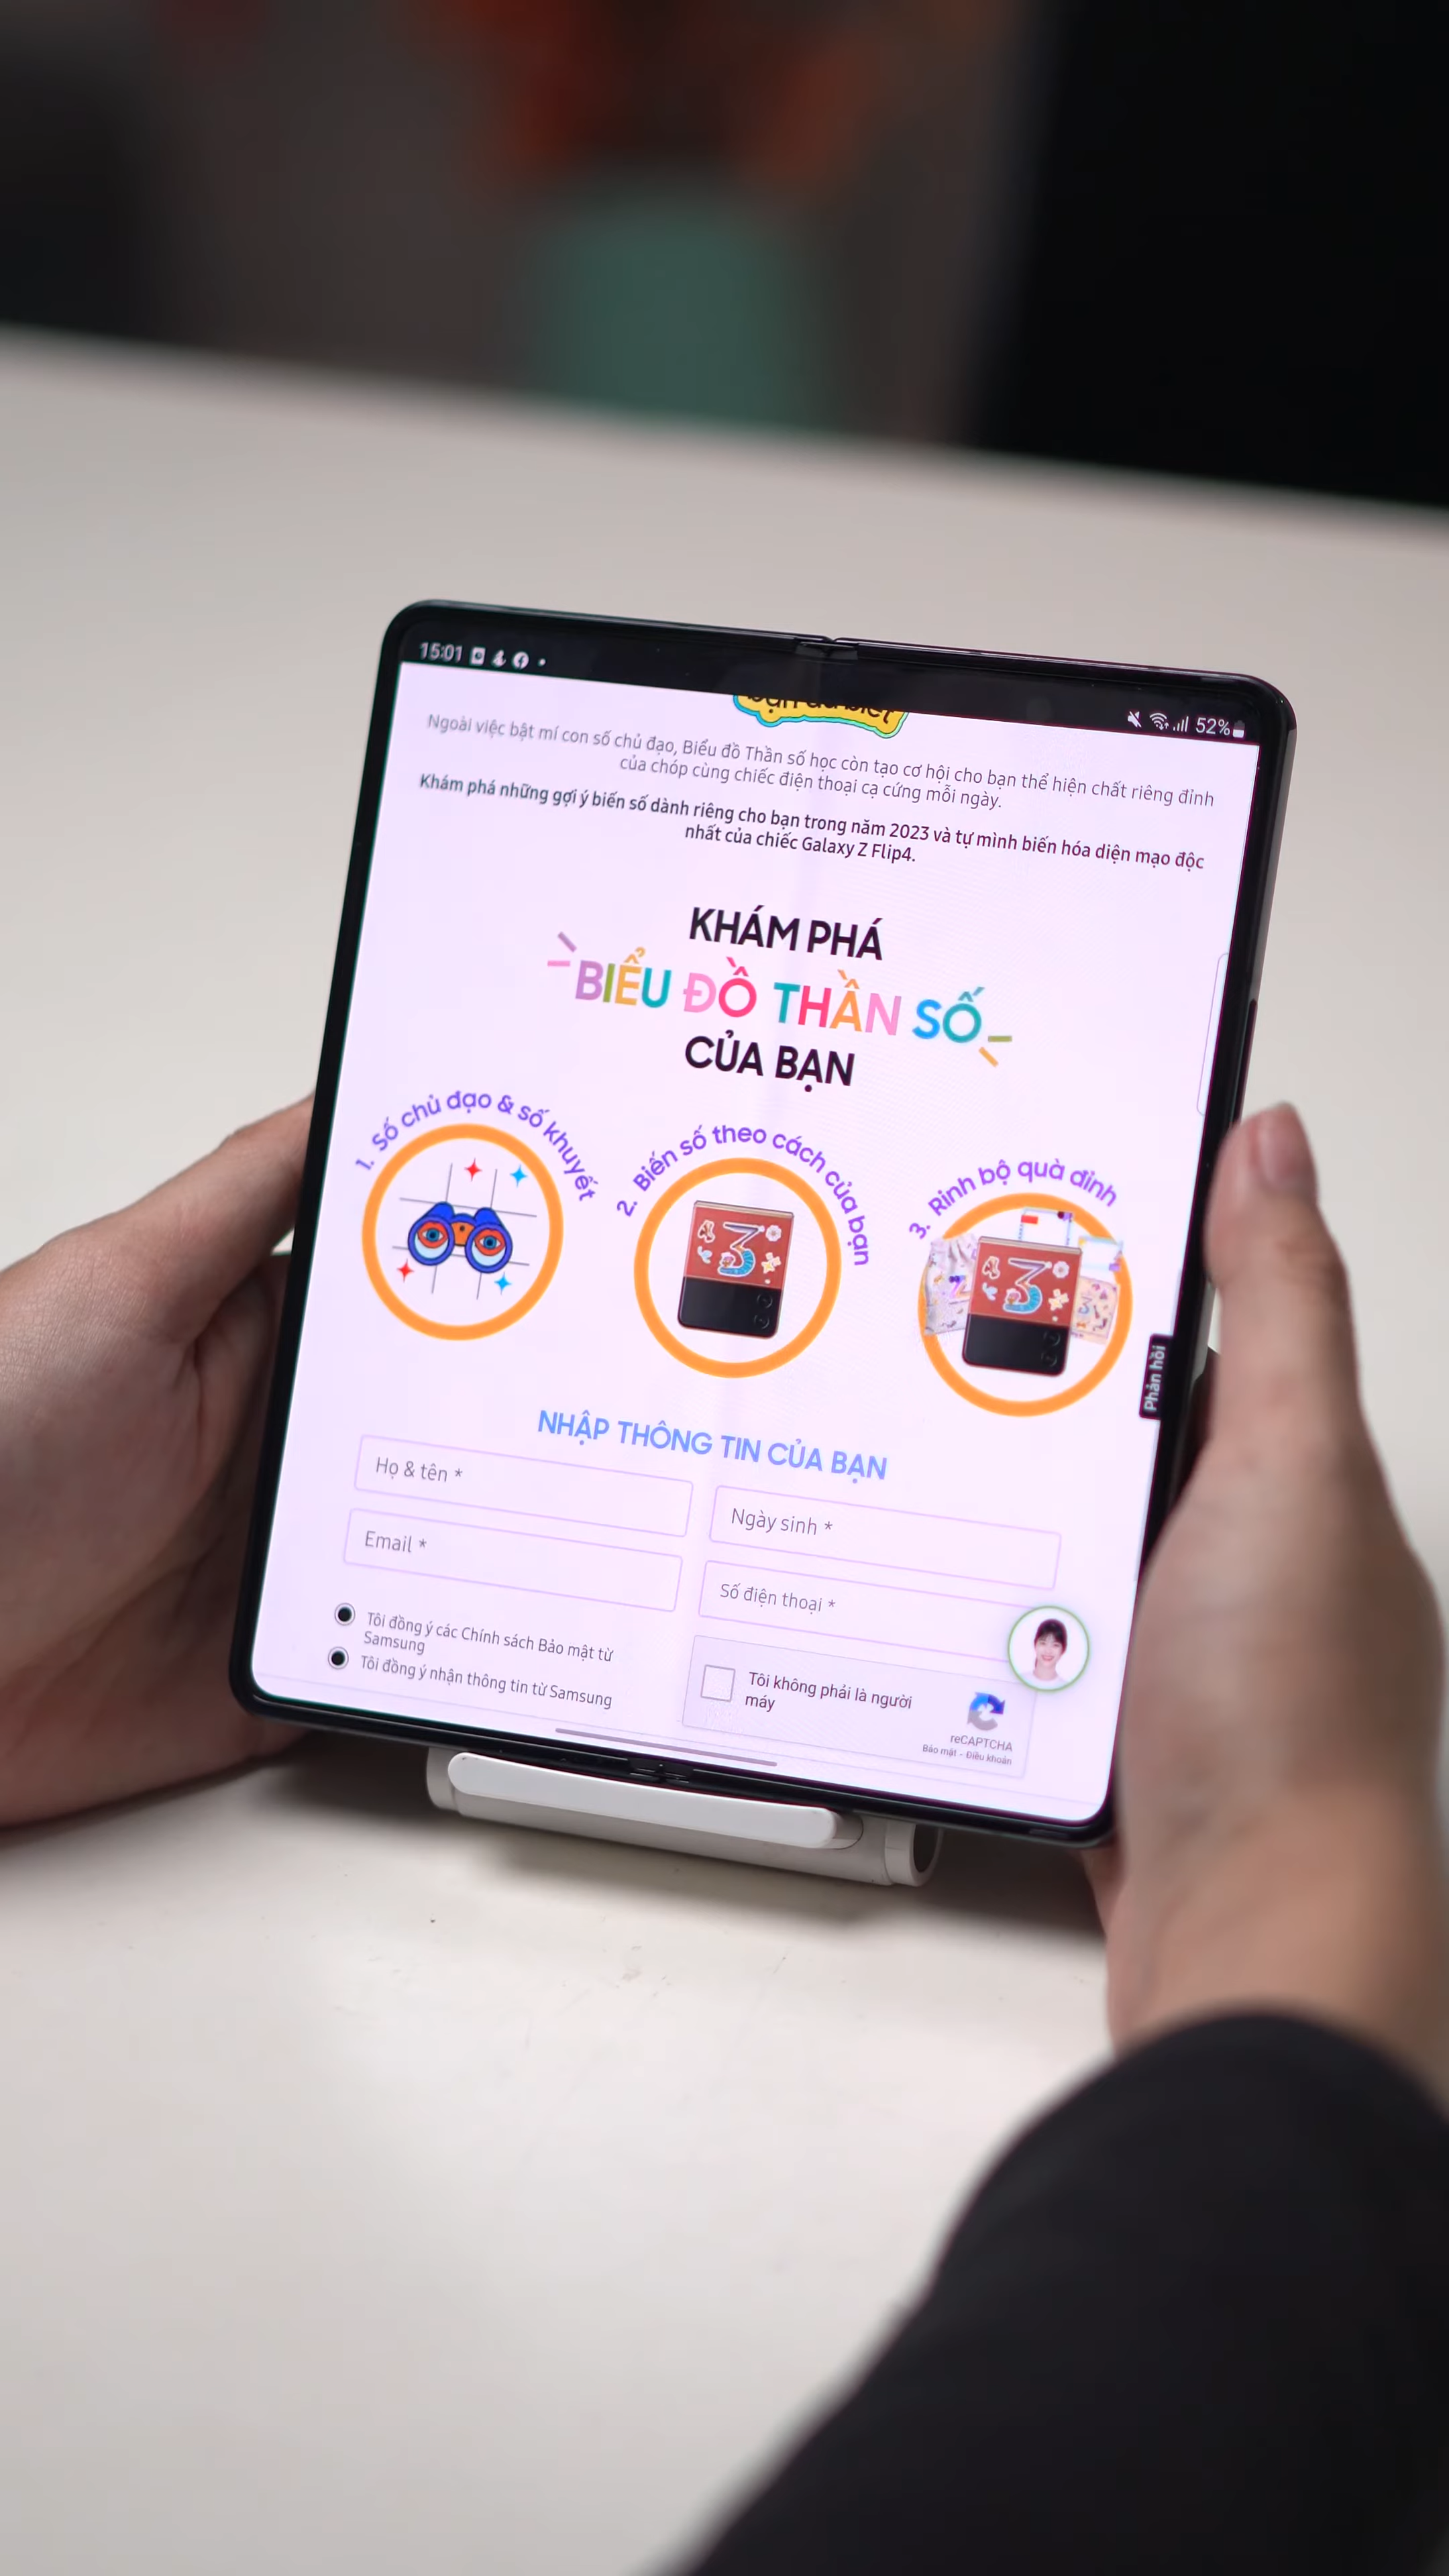 15:01
52%
bạn đã biết
Ngoài việc bật mí con số chủ đạo, Biểu đồ Thần số học còn tạo cơ hội cho bạn thể hiện chất riêng đỉnh
của chóp cùng chiếc điện thoại cạ cứng mỗi ngày.
Khám phá những gợi ý biến số dành riêng cho bạn trong năm 2023 và tự mình biến hóa diện mạo độc
nhất của chiếc Galaxy Z Flip4.
KHÁM PHÁ
BIỂU ĐỒ THẦN SỐ
CỦA BẠN
1. Số chủ đạo & số khuyết
2. Biến số theo cách của bạn
3. Rinh bộ quà đỉnh
3
3
Phản hồi
NHẬP THÔNG TIN CỦA BẠN
Họ & tên *
Ngày sinh *
Email *
Số điện thoại *
Tôi đồng ý các Chính sách Bảo mật từ
Samsung
Tôi đồng ý nhận thông tin từ Samsung
Tôi không phải là người
máy
reCAPTCHA
Bảo mật - Điều khoản